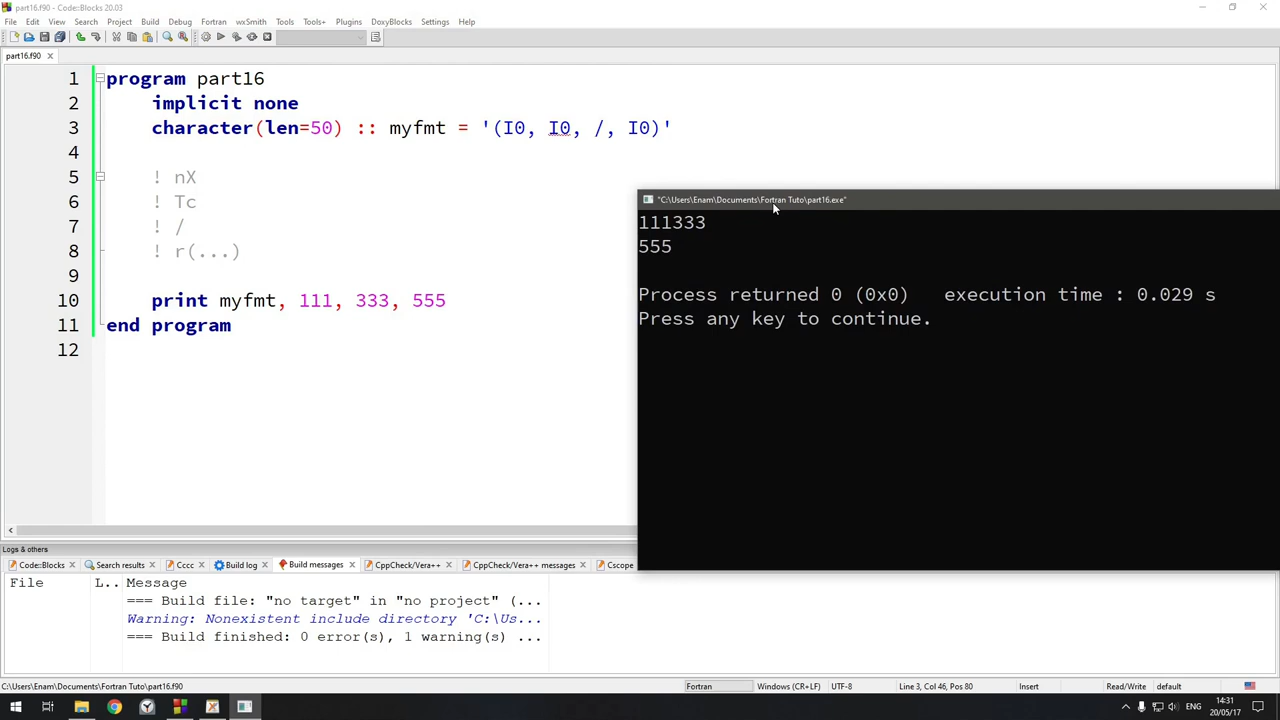 part16.f90 - Code::Blocks 20.03
File Edit View Search Project Build Debug Fortran wxSmith Tools Tools+ Plugins DoxyBlocks Settings Help
part16.f90
1 program part16
2 implicit none
3 character(len=50) :: myfmt = '(I0, I0, /, I0)'
4
5 ! nX
6 ! Tc
7 ! /
8 ! r(...)
9
10 print myfmt, 111, 333, 555
11 end program
12
"C:\Users\Enam\Documents\Fortran Tuto\part16.exe"
111333
555
Process returned 0 (0x0) execution time : 0.029 s
Press any key to continue.
Logs & others
Code::Blocks Search results Cccc Build log Build messages CppCheck/Vera++ CppCheck/Vera++ messages Cscope
File L.. Message
=== Build file: "no target" in "no project" (...
Warning: Nonexistent include directory 'C:\Us...
=== Build finished: 0 error(s), 1 warning(s) ...
C:\Users\Enam\Documents\Fortran Tuto\part16.f90 Fortran Windows (CR+LF) UTF-8 Line 3, Col 46, Pos 80 Insert Read/Write default
ENG 14:31
20/05/17